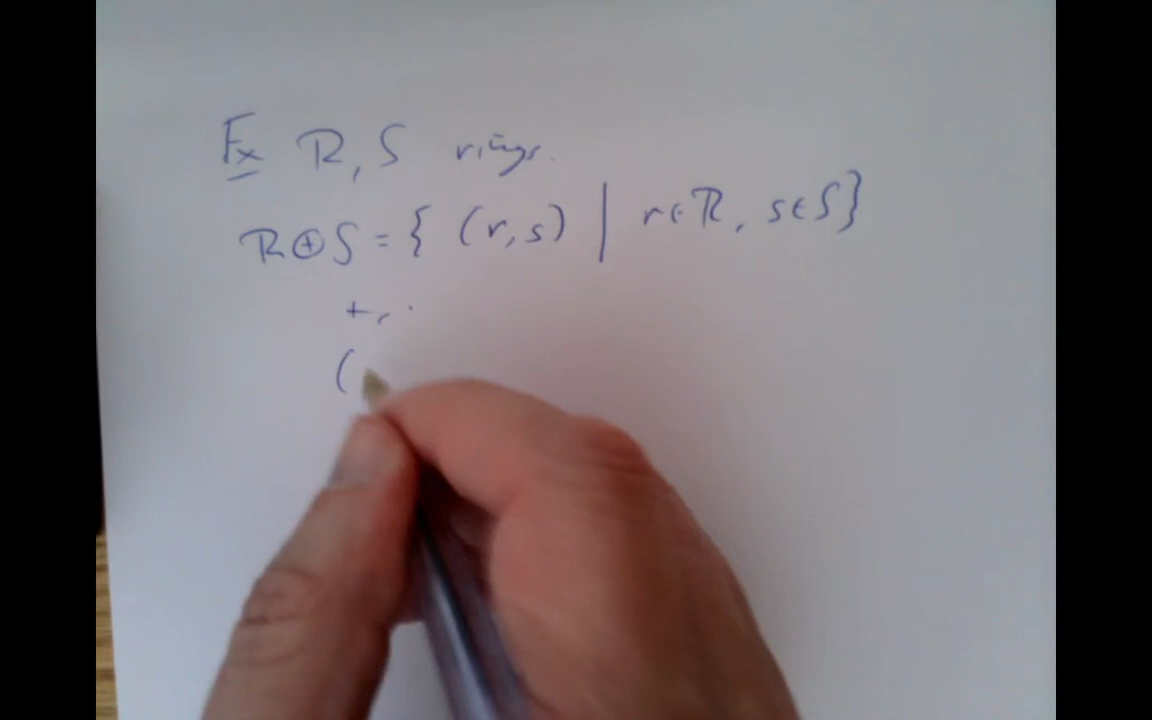 Ex R, S rings.
R⊕S = { (r,s) | r∈R, s∈S}
+, ·
(